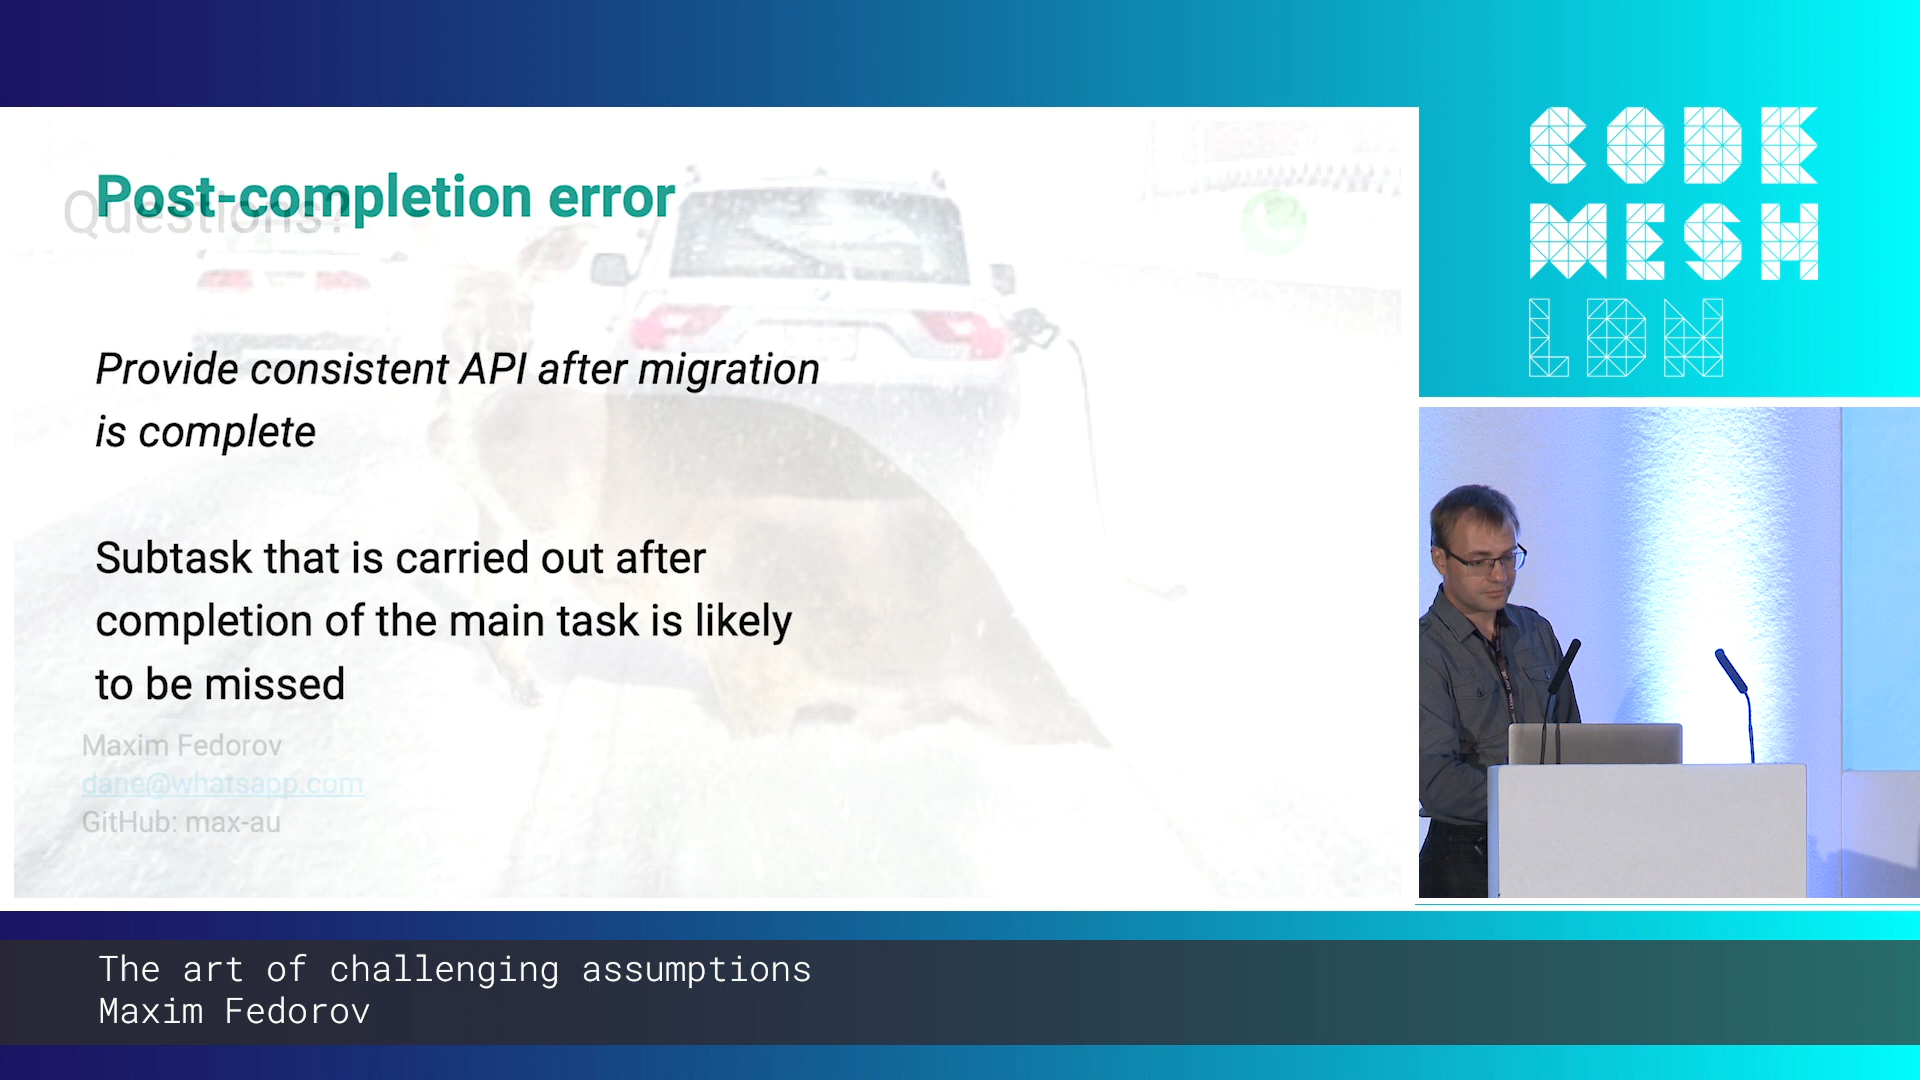 Post-completion error
Questions?
Provide consistent API after migration
is complete
Subtask that is carried out after
completion of the main task is likely
to be missed
Maxim Fedorov
dane@whatsapp.com
GitHub: max-au
CODE
MESH
LDN
The art of challenging assumptions
Maxim Fedorov